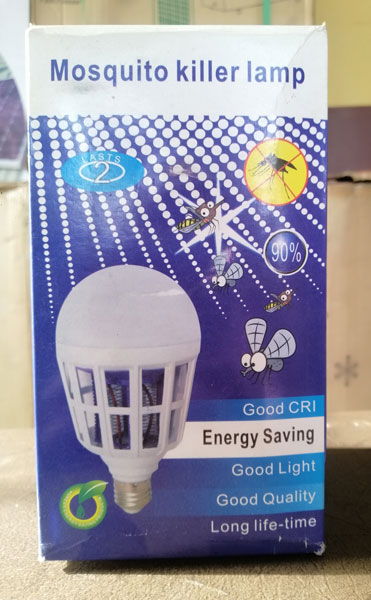 Mosquito killer lamp
LASTS
2
90%
Good CRI
Energy Saving
Good Light
Good Quality
Long life-time